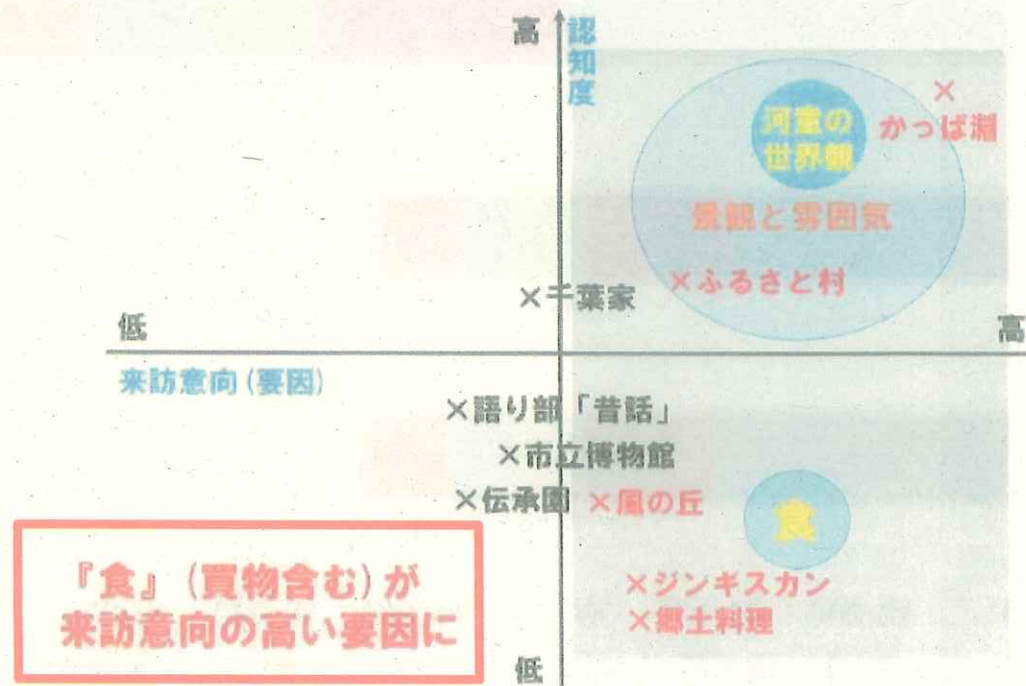 高
認知度
河童の
世界観
×
かっぱ淵
景観と雰囲気
×ふるさと村
×千葉家
低
高
来訪意向(要因)
×語り部「昔話」
×市立博物館
×伝承園
×風の丘
食
『食』(買物含む)が
来訪意向の高い要因に
×ジンギスカン
×郷土料理
低